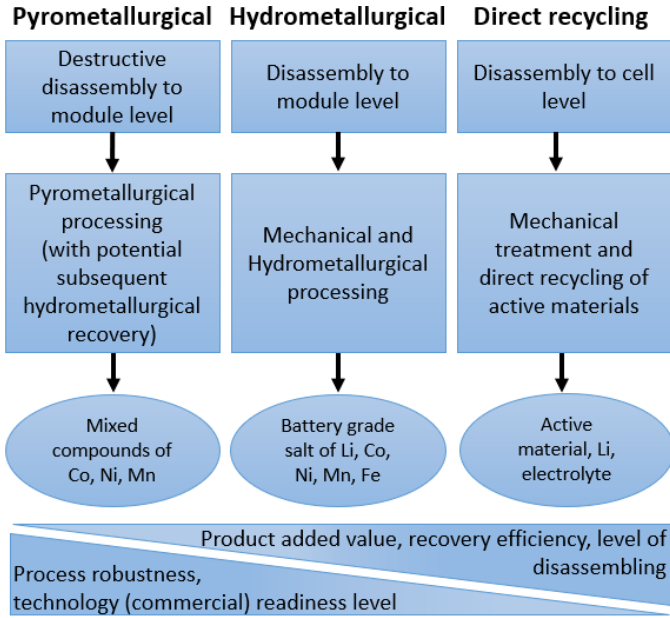 Pyrometallurgical
Hydrometallurgical
Direct recycling
Destructive
disassembly to
module level
Disassembly to
module level
Disassembly to cell
level
Pyrometallurgical
processing
(with potential
subsequent
hydrometallurgical
recovery)
Mechanical and
Hydrometallurgical
processing
Mechanical
treatment and
direct recycling of
active materials
Mixed
compounds of
Co, Ni, Mn
Battery grade
salt of Li, Co,
Ni, Mn, Fe
Active
material, Li,
electrolyte
Product added value, recovery efficiency, level of
disassembling
Process robustness,
technology (commercial) readiness level